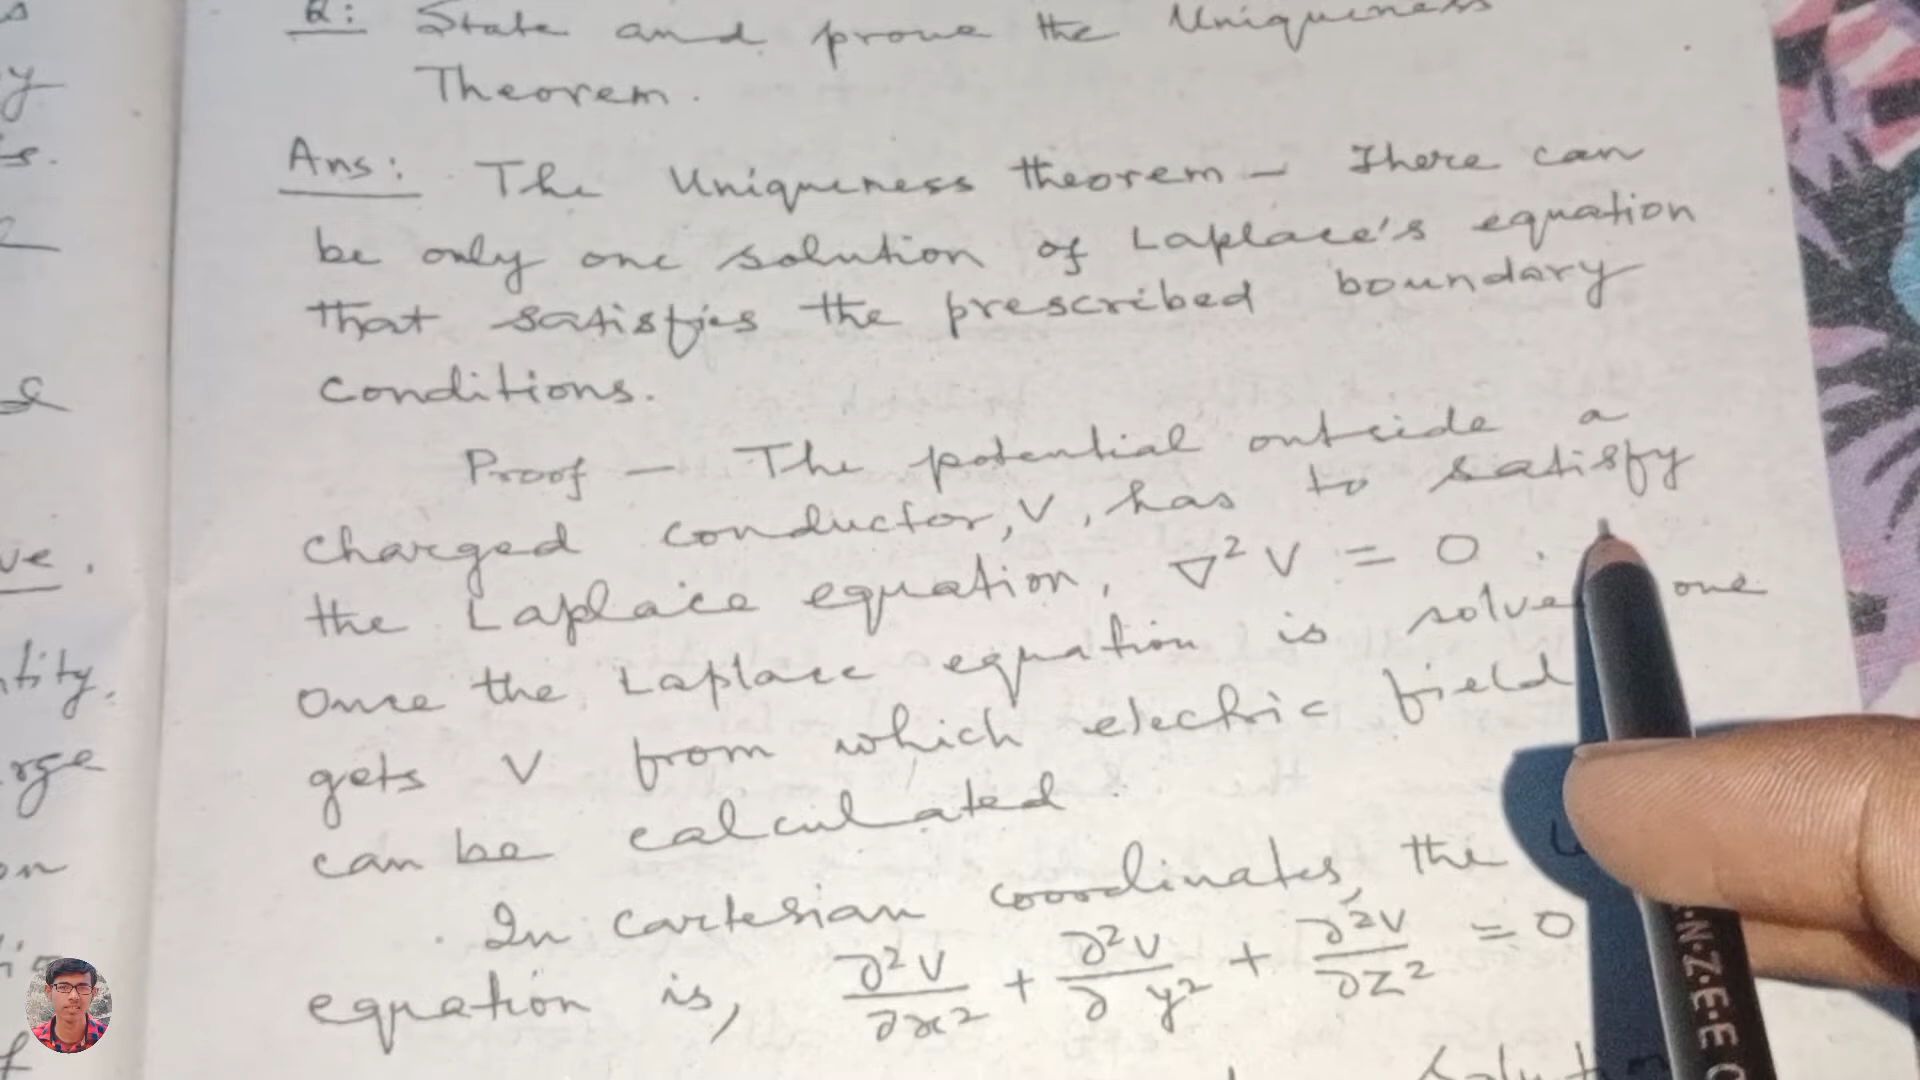 Q: State and prove the Uniqueness
Theorem.
Ans: The Uniqueness theorem — There can
be only one solution of Laplace's equation
that satisfies the prescribed boundary
conditions.
Proof — The potential outside a
charged conductor, V, has to satisfy
the Laplace equation, ∇²V = 0.
Once the Laplace equation is solve one
gets V from which electric field
can be calculated.
In Cartesian coordinates, the
equation is, ∂²V/∂x² + ∂²V/∂y² + ∂²V/∂z² = 0